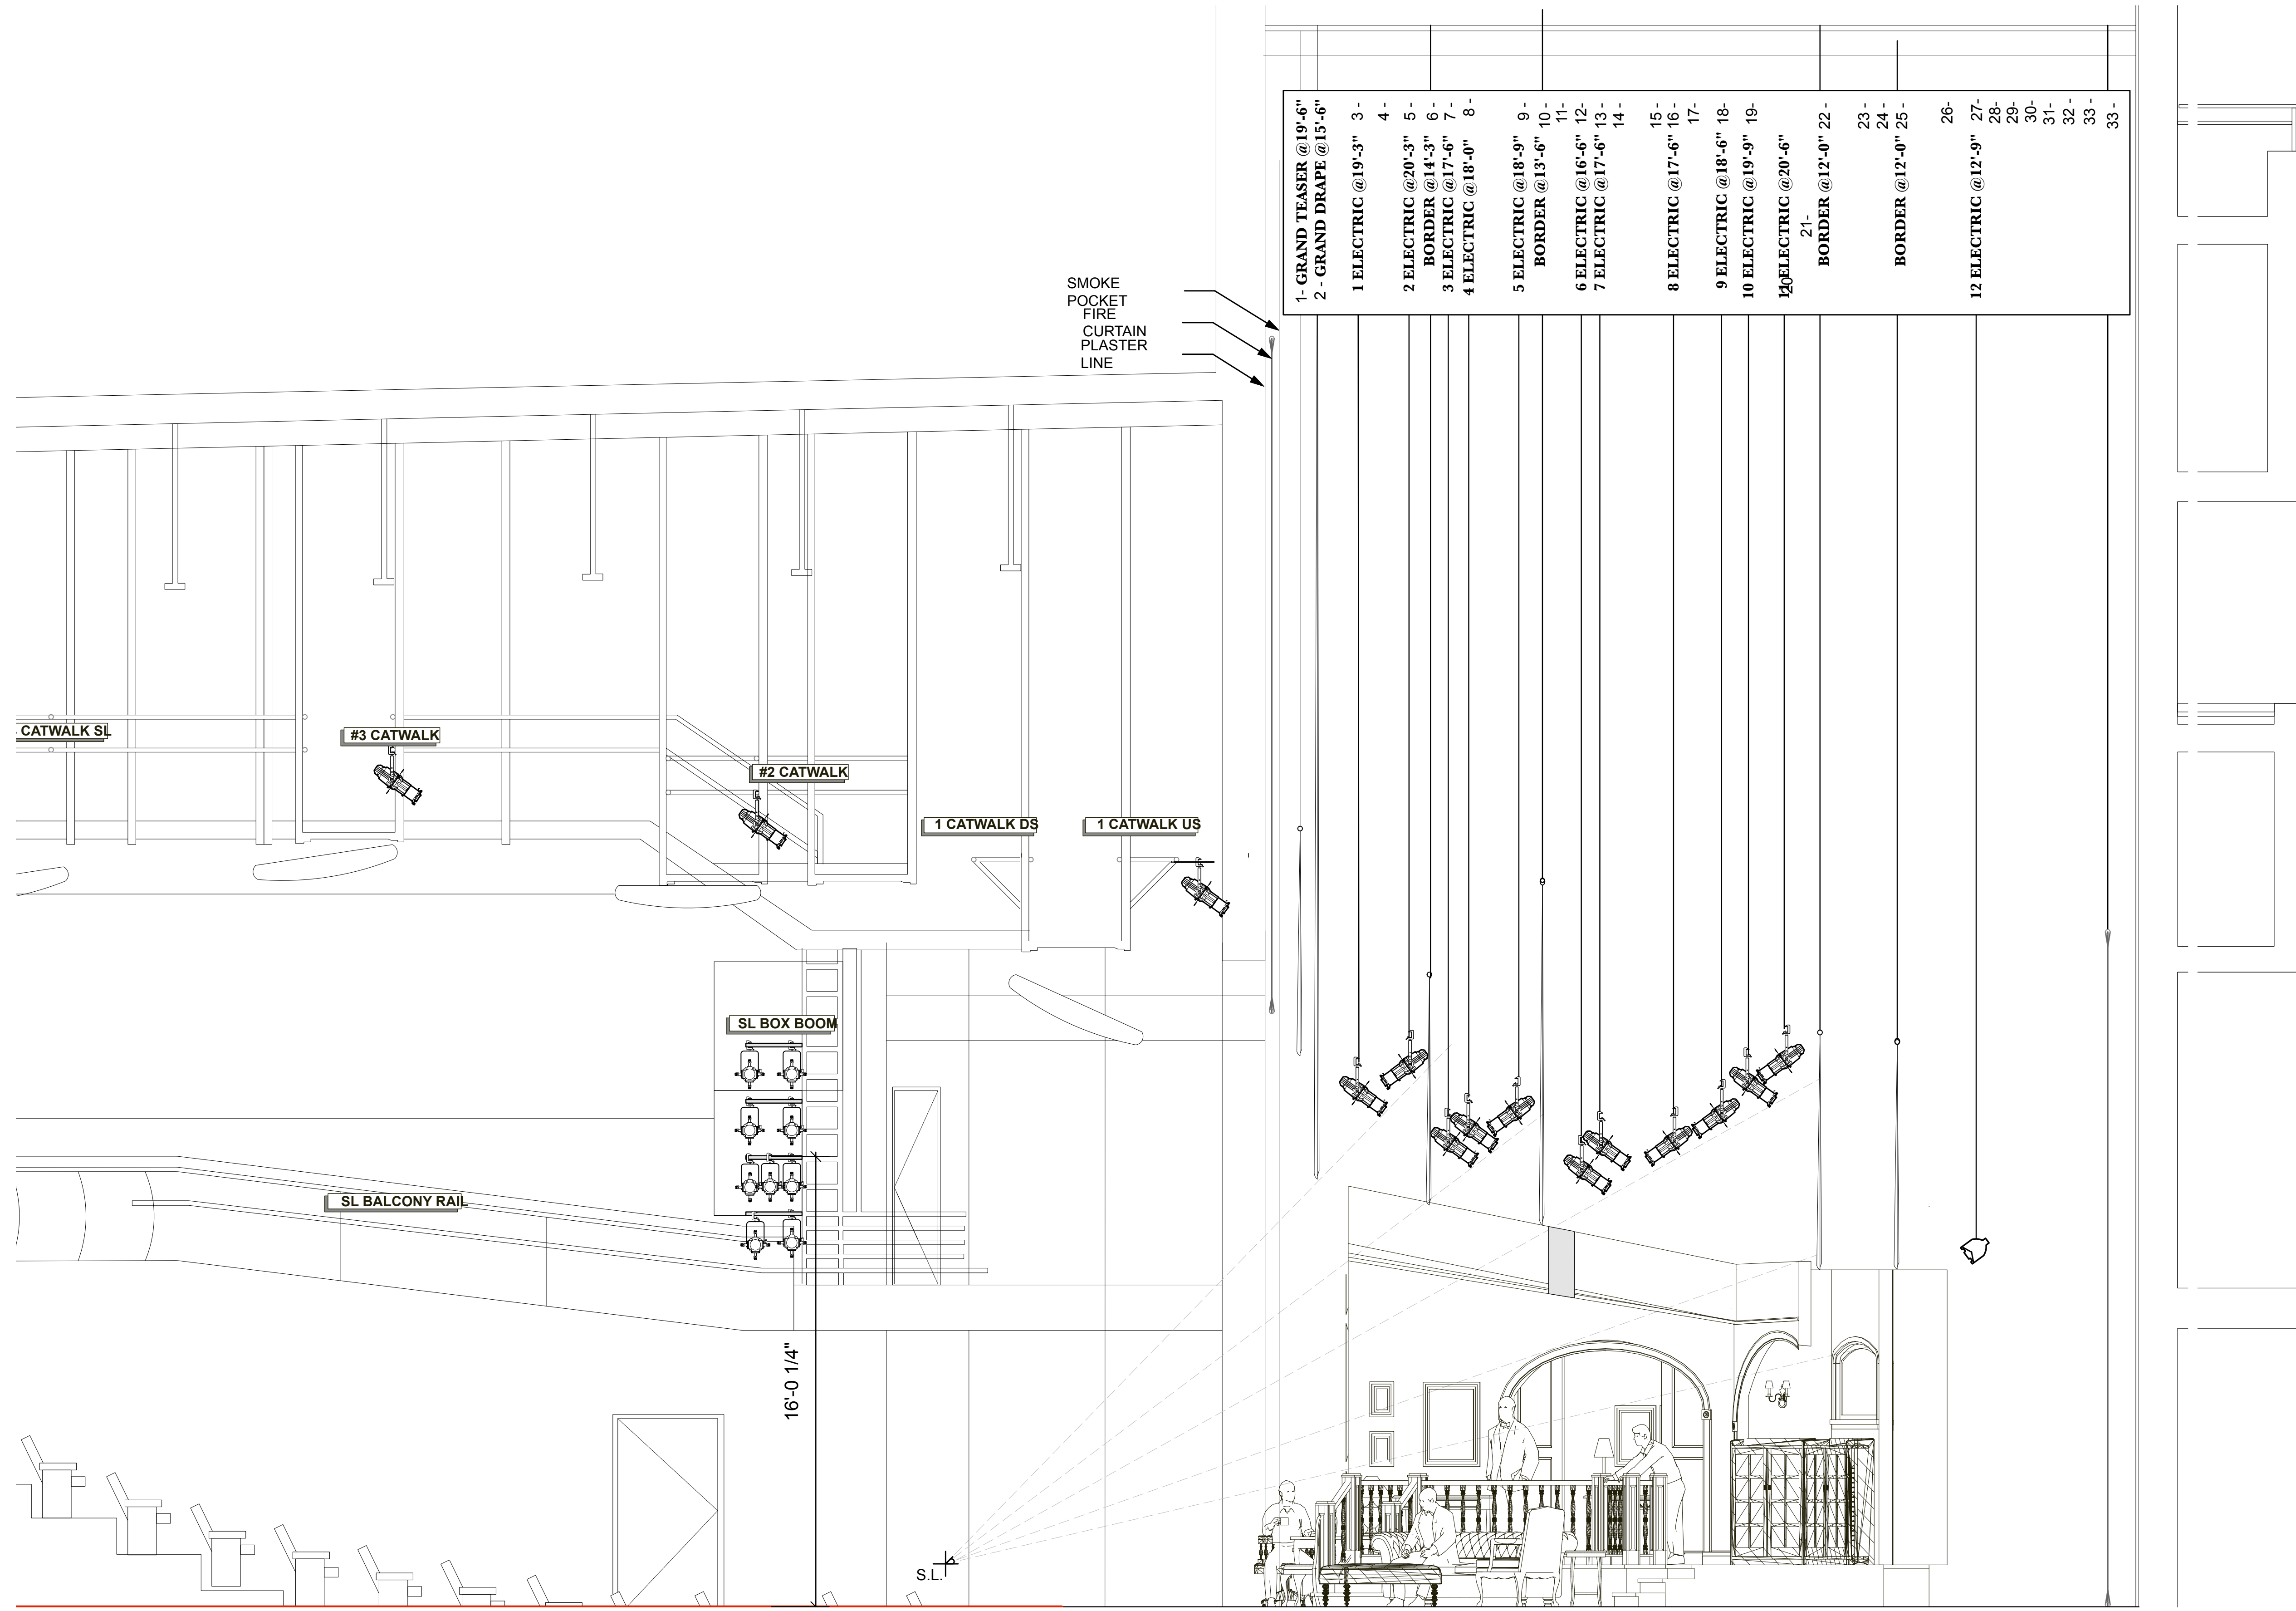 1- GRAND TEASER @19'-6"
2 - GRAND DRAPE @15'-6"
1 ELECTRIC @19'-3" 3 -
4 -
2 ELECTRIC @20'-3" 5 -
BORDER @14'-3" 6 -
3 ELECTRIC @17'-6" 7 -
4 ELECTRIC @18'-0" 8 -
5 ELECTRIC @18'-9" 9 -
BORDER @13'-6" 10 -
11-
6 ELECTRIC @16'-6" 12-
7 ELECTRIC @17'-6" 13 -
14 -
15 -
8 ELECTRIC @17'-6" 16 -
17-
9 ELECTRIC @18'-6" 18-
10 ELECTRIC @19'-9" 19-
11 ELECTRIC @20'-6"
20-
21-
BORDER @12'-0" 22 -
23 -
24 -
BORDER @12'-0" 25 -
26-
12 ELECTRIC @12'-9" 27-
28-
29-
30-
31-
32 -
33 -
33 -
SMOKE
POCKET
FIRE
CURTAIN
PLASTER
LINE
CATWALK SL
#3 CATWALK
#2 CATWALK
1 CATWALK DS
1 CATWALK US
SL BOX BOOM
SL BALCONY RAIL
16'-0 1/4"
S.L.